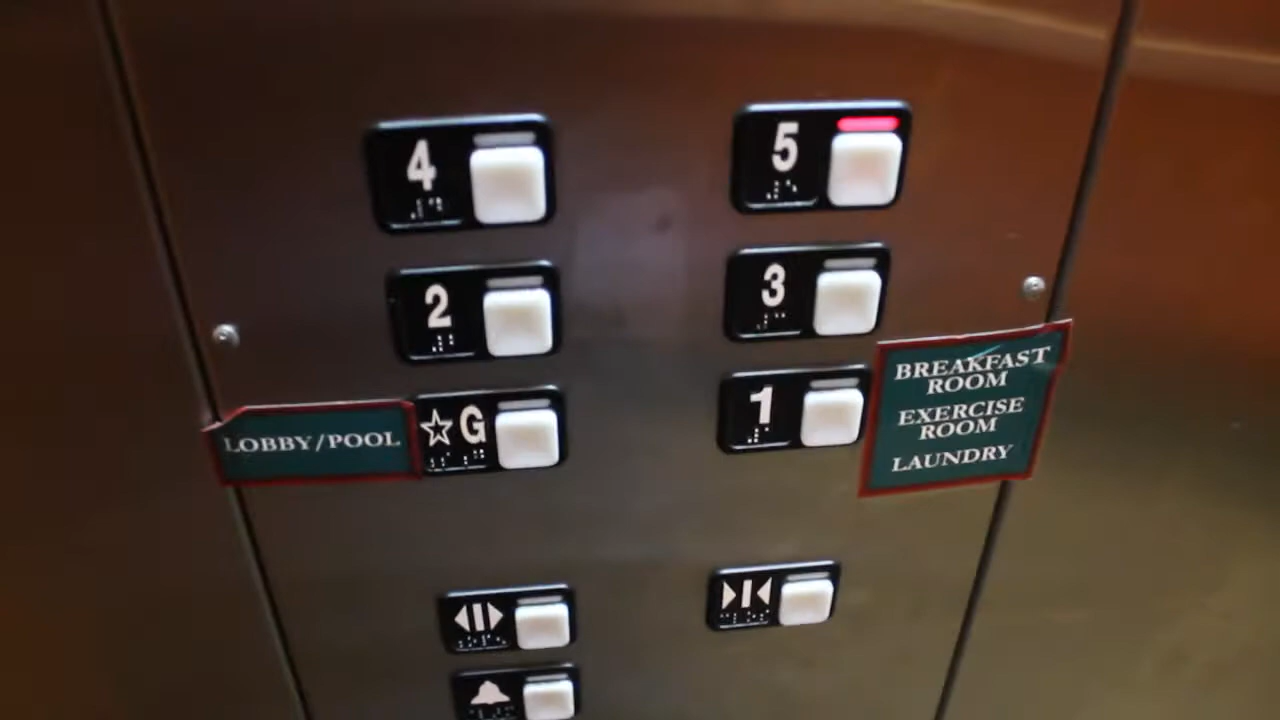 4
5
2
3
LOBBY/POOL
☆G
1
BREAKFAST
ROOM
EXERCISE
ROOM
LAUNDRY